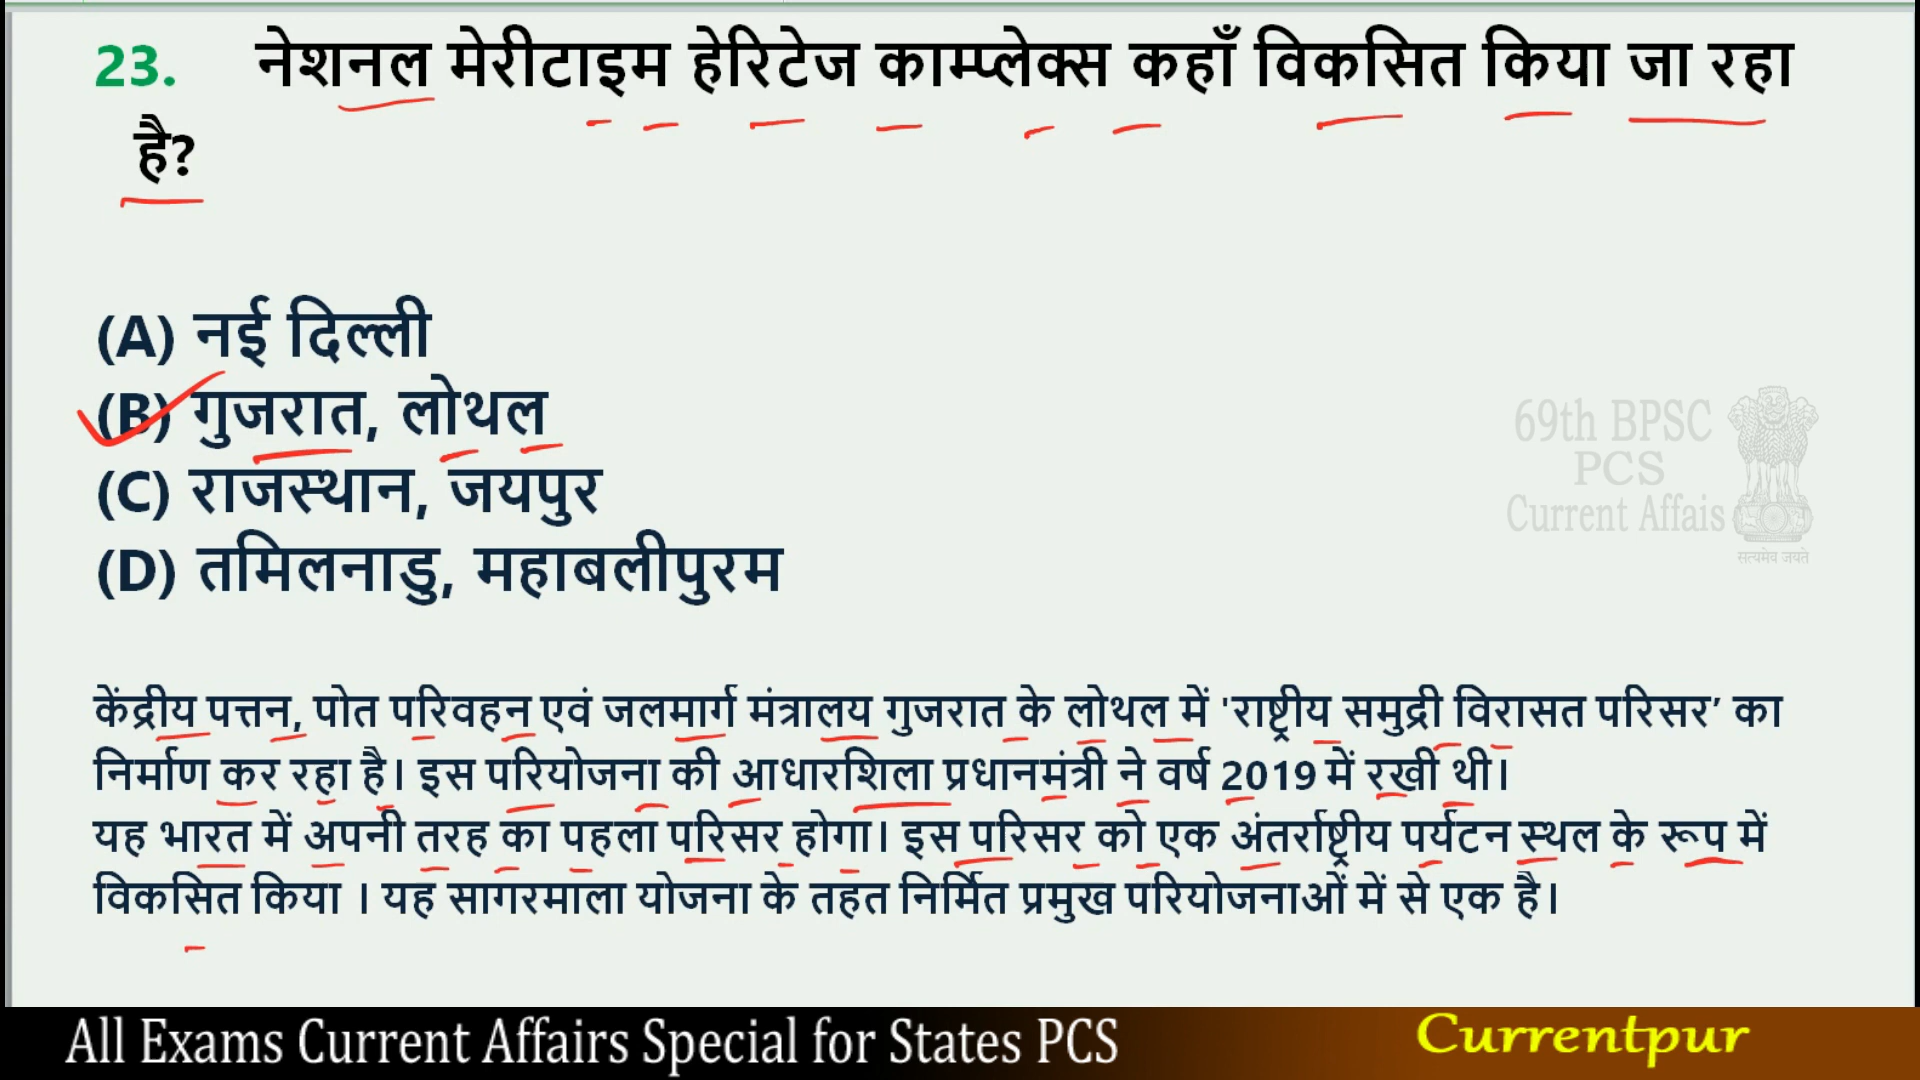 23. नेशनल मेरीटाइम हेरिटेज काम्प्लेक्स कहाँ विकसित किया जा रहा
है?
(A) नई दिल्ली
(B) गुजरात, लोथल
(C) राजस्थान, जयपुर
(D) तमिलनाडु, महाबलीपुरम
69th BPSC
PCS
Current Affais
सत्यमेव जयते
केंद्रीय पत्तन, पोत परिवहन एवं जलमार्ग मंत्रालय गुजरात के लोथल में 'राष्ट्रीय समुद्री विरासत परिसर’ का
निर्माण कर रहा है। इस परियोजना की आधारशिला प्रधानमंत्री ने वर्ष 2019 में रखी थी।
यह भारत में अपनी तरह का पहला परिसर होगा। इस परिसर को एक अंतर्राष्ट्रीय पर्यटन स्थल के रूप में
विकसित किया । यह सागरमाला योजना के तहत निर्मित प्रमुख परियोजनाओं में से एक है।
All Exams Current Affairs Special for States PCS
Currentpur